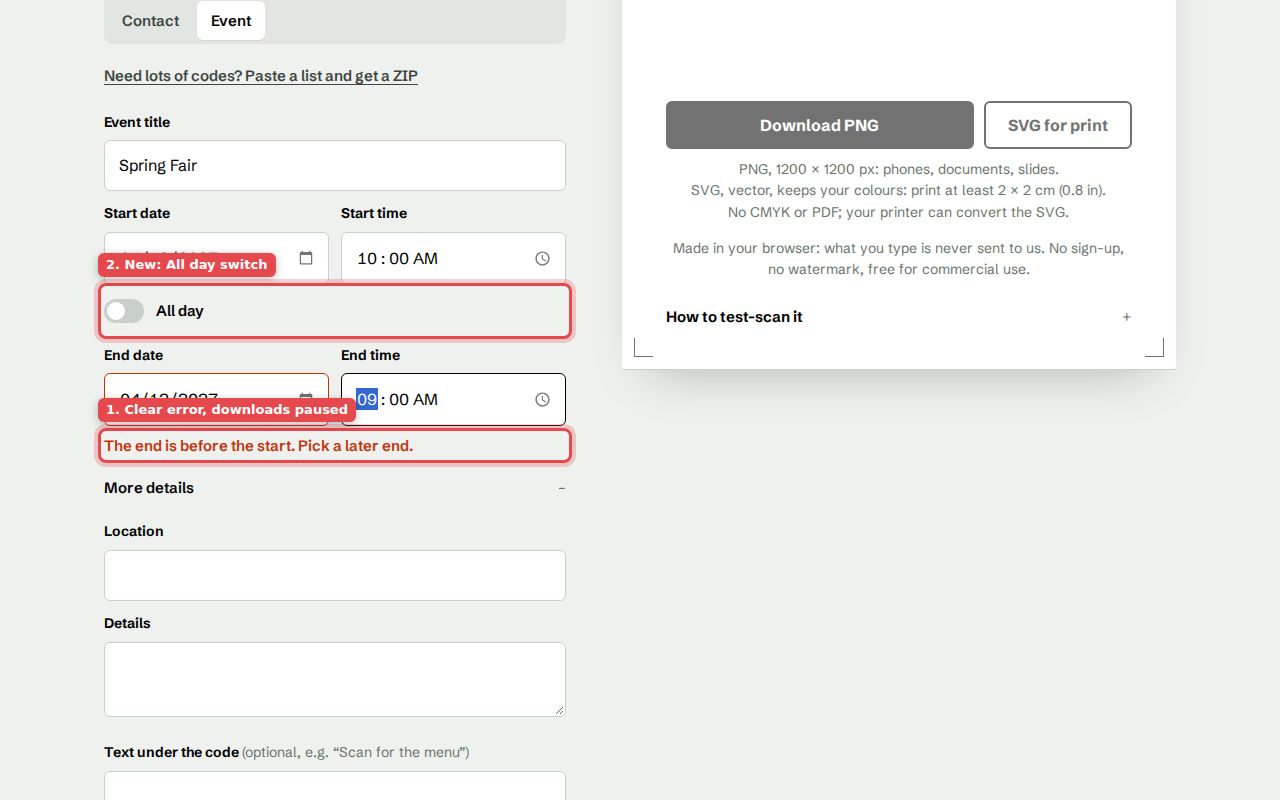 Contact
Event
Need lots of codes? Paste a list and get a ZIP
Event title
Spring Fair
Start date
Start time
2. New: All day switch
10:00 AM
All day
End date
End time
04/12/2027
09:00 AM
1. Clear error, downloads paused
The end is before the start. Pick a later end.
More details
–
Location
Details
Text under the code (optional, e.g. “Scan for the menu”)
Download PNG
SVG for print
PNG, 1200 × 1200 px: phones, documents, slides.
SVG, vector, keeps your colours: print at least 2 × 2 cm (0.8 in).
No CMYK or PDF; your printer can convert the SVG.
Made in your browser: what you type is never sent to us. No sign-up,
no watermark, free for commercial use.
How to test-scan it
+